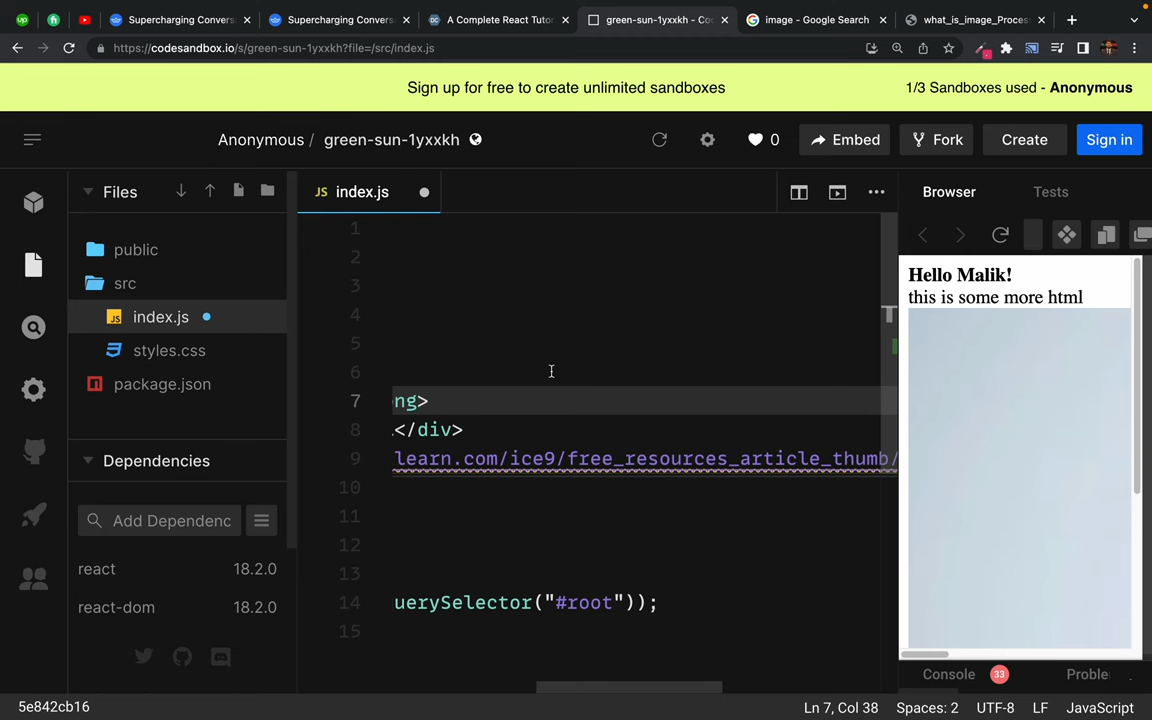 Supercharging Convers
Supercharging Convers
A Complete React Tutor
green-sun-1yxxkh - Co
image - Google Search
what_is_image_Proces
https://codesandbox.io/s/green-sun-1yxxkh?file=/src/index.js
Sign up for free to create unlimited sandboxes
1/3 Sandboxes used - Anonymous
Anonymous / green-sun-1yxxkh
0
Embed
Fork
Create
Sign in
Files
JS index.js
Browser
Tests
public
src
JS index.js
styles.css
package.json
Dependencies
Add Dependenc
react 18.2.0
react-dom 18.2.0
1
2
3
4
5
6
7 ng>
8 .</div>
9 learn.com/ice9/free_resources_article_thumb/
10
11
12
13
14 uerySelector("#root"));
15
Hello Malik!
this is some more html
Console 33
Proble
5e842cb16
Ln 7, Col 38
Spaces: 2
UTF-8
LF
JavaScript